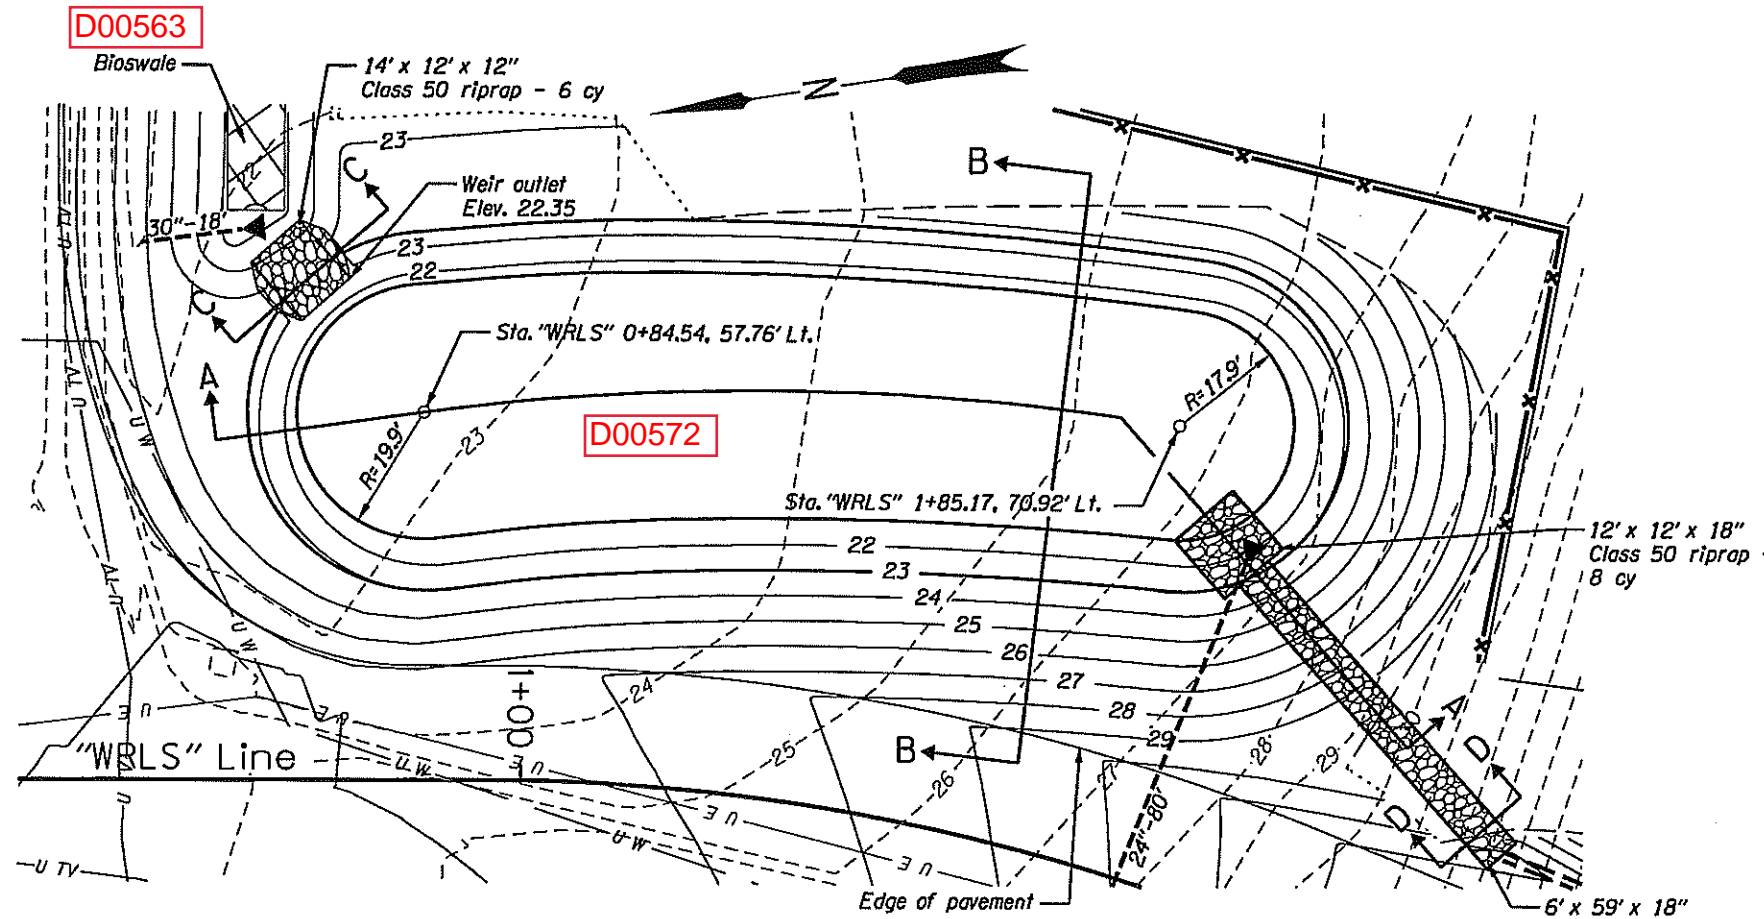 D00563
Bioswale
14' x 12' x 12"
Class 50 riprap - 6 cy
N
23
C
B
Weir outlet
Elev. 22.35
30"-18'
23
22
C
Sta. "WRLS" 0+84.54, 57.76' Lt.
A
R=17.9'
D00572
23
R=19.9'
Sta. "WRLS" 1+85.17, 70.92' Lt.
12' x 12' x 18"
Class 50 riprap -
8 cy
22
23
24
25
26
27
28
29
U TV
U W
U TV
U W
24
1+00
25
26
27
28
29
A
B
D
D
U E
U E
U E
"WRLS" Line
U W
U E
U W
U E
24"-80'
U TV
Edge of pavement
6' x 59' x 18"